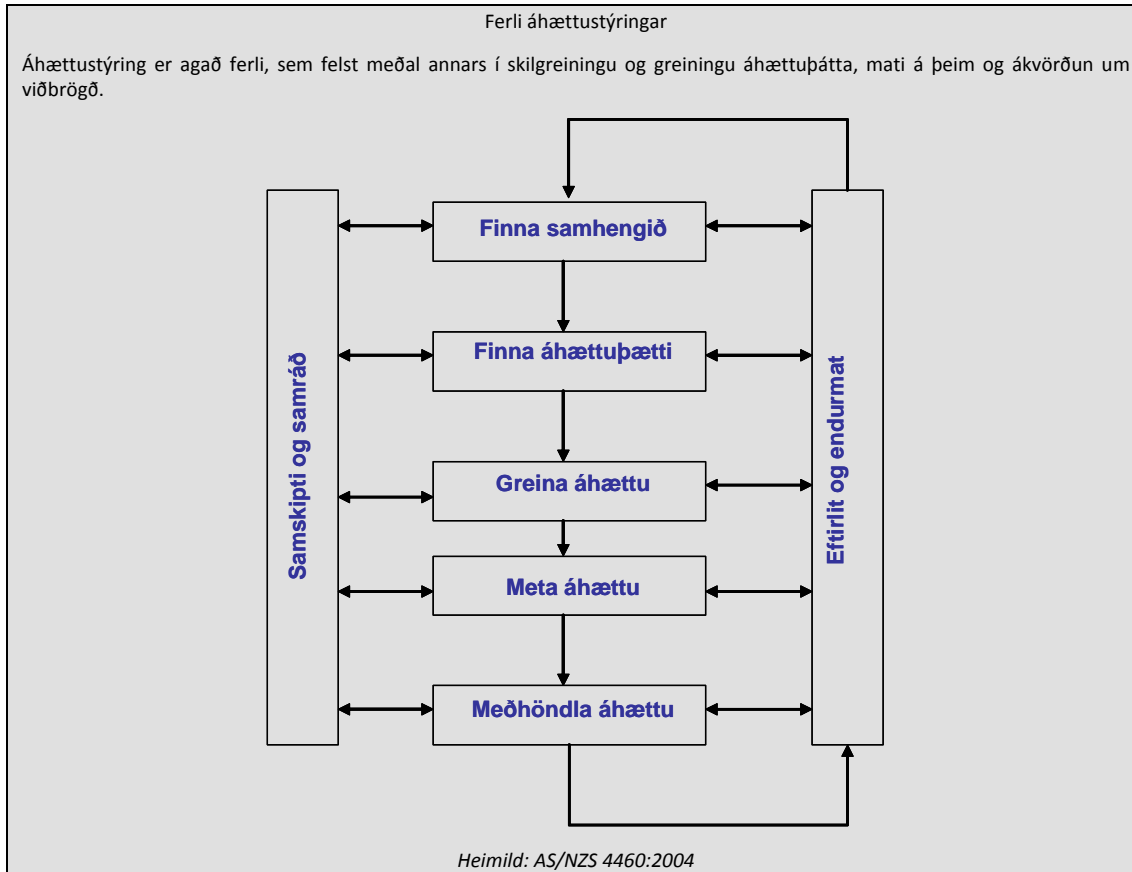 Ferli áhættustýringar
Áhættustýring er agað ferli, sem felst meðal annars í skilgreiningu og greiningu áhættuþátta, mati á þeim og ákvörðun um
viðbrögð.
Samskipti og samráð
Finna samhengið
Finna áhættuþætti
Greina áhættu
Meta áhættu
Meðhöndla áhættu
Eftirlit og endurmat
Heimild: AS/NZS 4460:2004